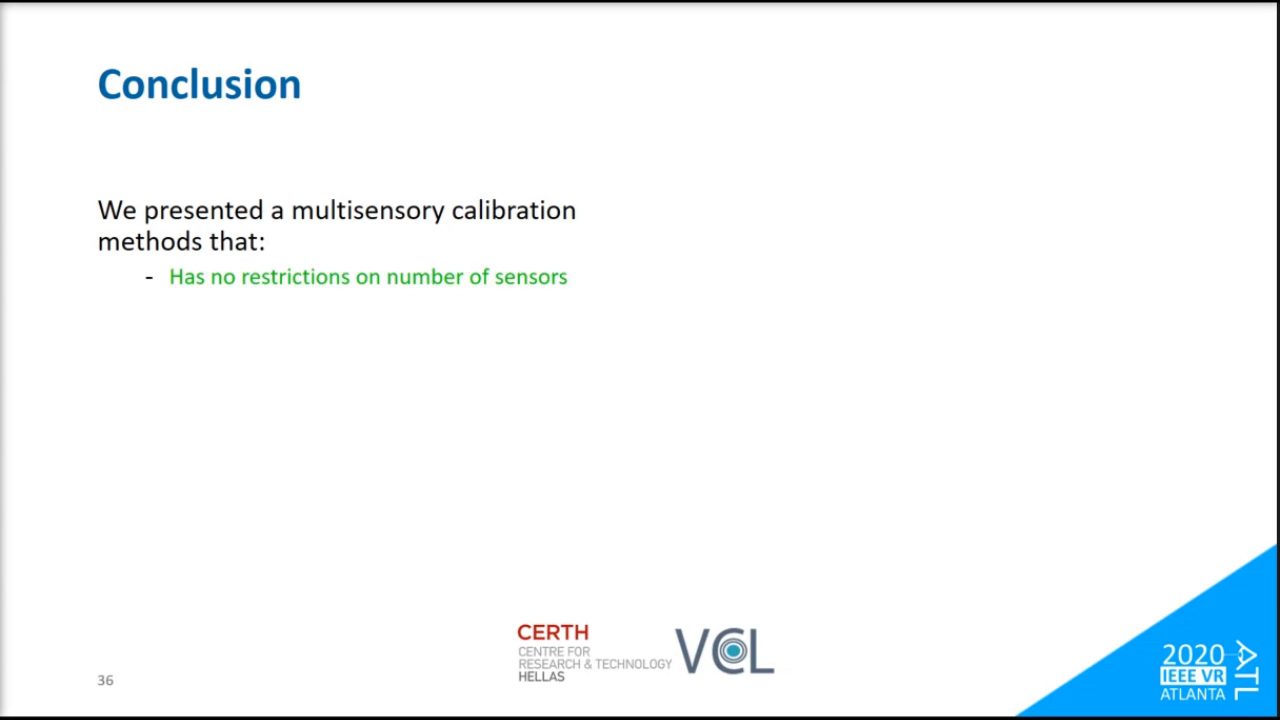 Conclusion
We presented a multisensory calibration
methods that:
- Has no restrictions on number of sensors
CERTH
CENTRE FOR
RESEARCH & TECHNOLOGY
HELLAS
VCL
36
2020
IEEE VR
ATLANTA
ATL